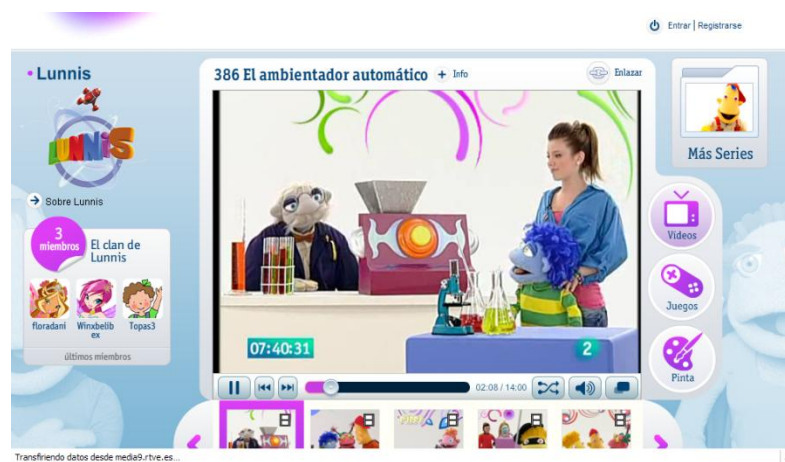 Entrar | Registrarse
• Lunnis
386 El ambientador automático + Info
Enlazar
LUNNIS
Más Series
Sobre Lunnis
3
miembros
El clan de
Lunnis
Vídeos
floradani
Winxbelib
ex
Topas3
Juegos
últimos miembros
07:40:31
2
02:08 / 14:00
Pinta
Transfiriendo datos desde media9.rtve.es...